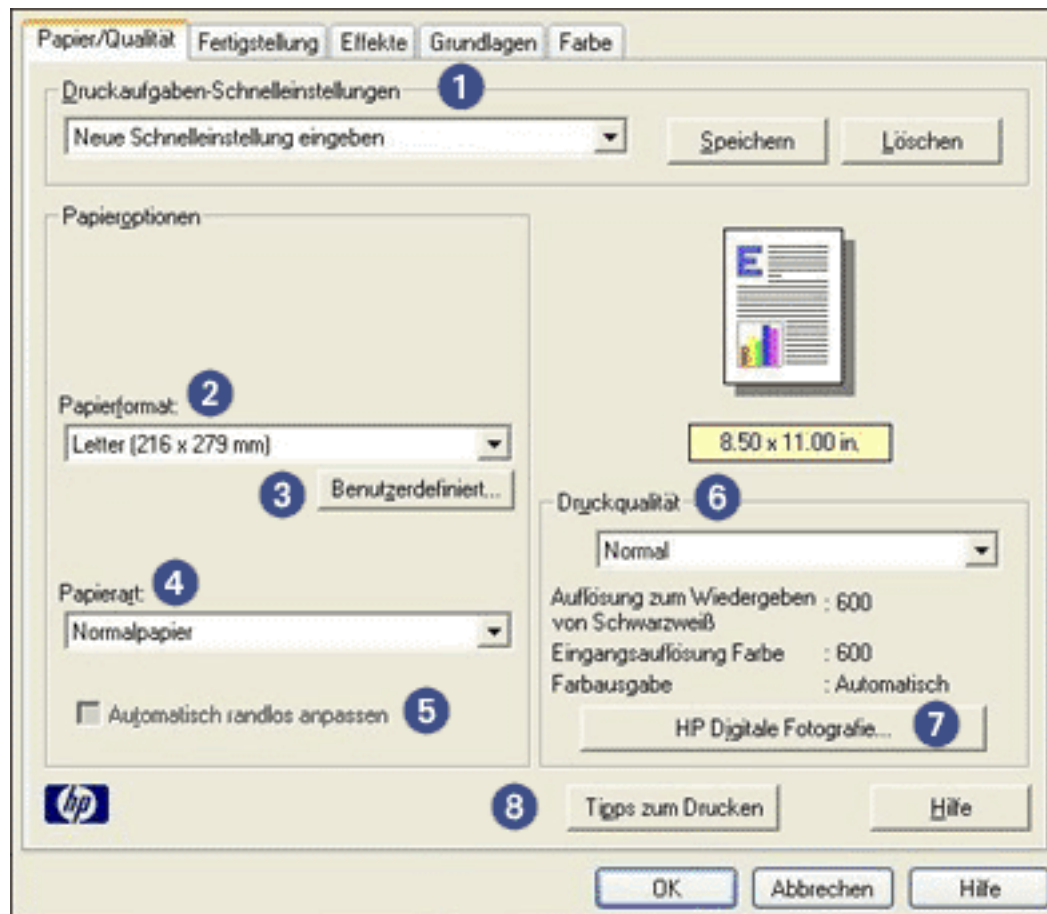 Papier/Qualität Fertigstellung Effekte Grundlagen Farbe
Druckaufgaben-Schnelleinstellungen 1
Neue Schnelleinstellung eingeben Speichern Löschen
Papieroptionen
E
Papierformat: 2
Letter (216 x 279 mm)
8.50 x 11.00 in.
3 Benutzerdefiniert...
Druckqualität 6
Normal
Papierart: 4
Normalpapier
Auflösung zum Wiedergeben : 600
von Schwarzweiß
Eingangsauflösung Farbe : 600
Farbausgabe : Automatisch
Automatisch randlos anpassen 5
HP Digitale Fotografie... 7
hp
8 Tipps zum Drucken Hilfe
OK Abbrechen Hilfe